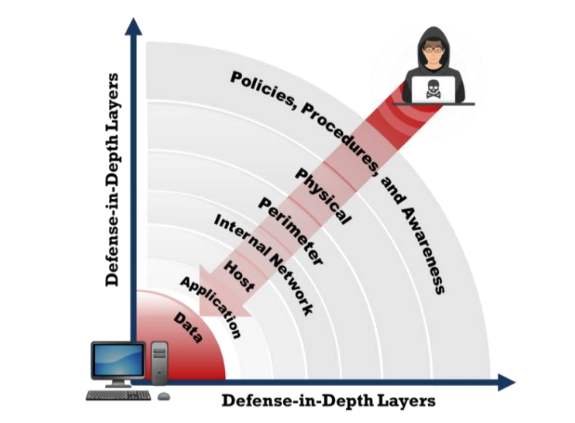 Defense-in-Depth Layers
Policies, Procedures, and Awareness
Physical
Perimeter
Internal Network
Host
Application
Data
Defense-in-Depth Layers